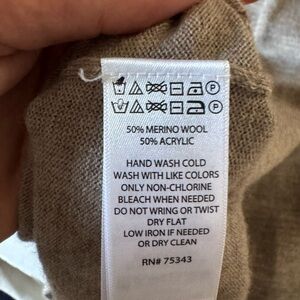 50% MERINO WOOL
50% ACRYLIC
HAND WASH COLD
WASH WITH LIKE COLORS
ONLY NON-CHLORINE
BLEACH WHEN NEEDED
DO NOT WRING OR TWIST
DRY FLAT
LOW IRON IF NEEDED
OR DRY CLEAN
RN# 75343